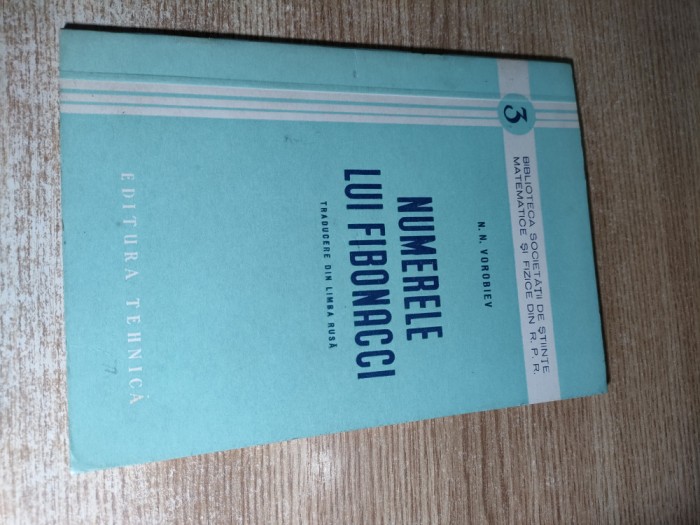 3
BIBLIOTECA SOCIETĂȚII DE ȘTIINȚE
MATEMATICE ȘI FIZICE DIN R. P. R.
N. N. VOROBIEV
NUMERELE
LUI FIBONACCI
TRADUCERE DIN LIMBA RUSĂ
EDITURA TEHNICĂ